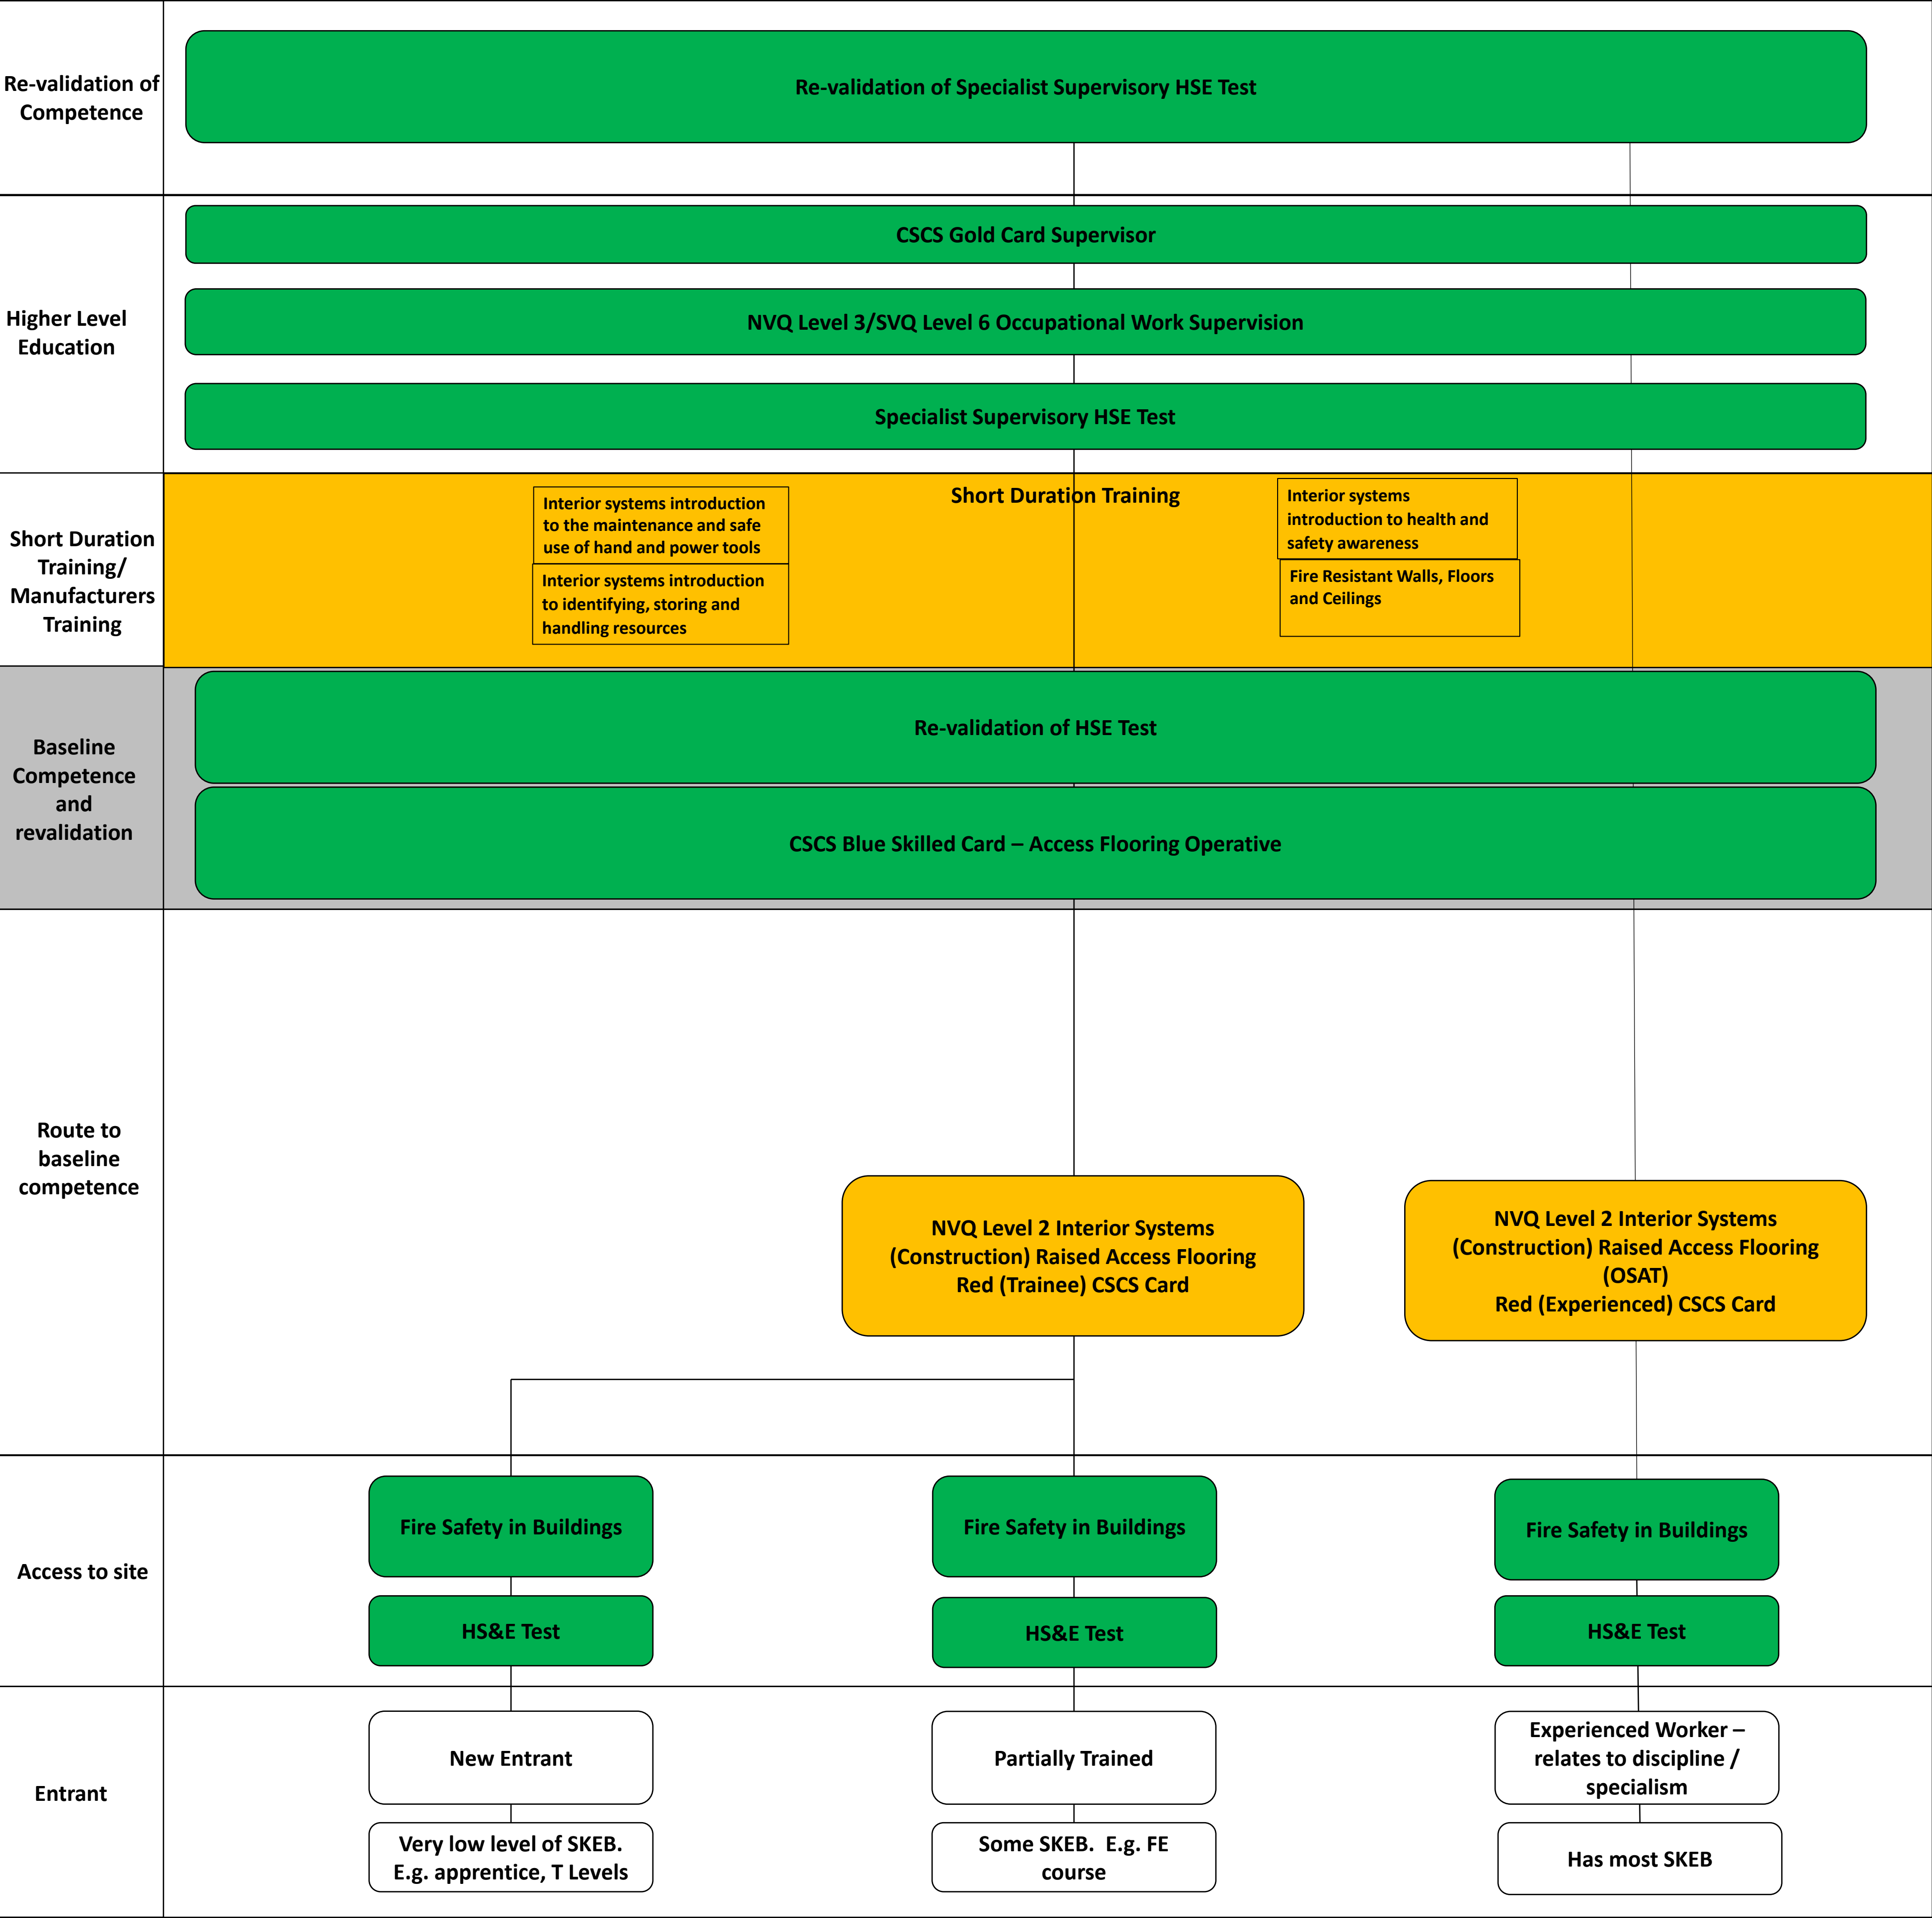 Re-validation of
Competence
Re-validation of Specialist Supervisory HSE Test
Higher Level
Education
CSCS Gold Card Supervisor
NVQ Level 3/SVQ Level 6 Occupational Work Supervision
Specialist Supervisory HSE Test
Short Duration
Training/
Manufacturers
Training
Short Duration Training
Interior systems introduction
to the maintenance and safe
use of hand and power tools
Interior systems introduction
to identifying, storing and
handling resources
Interior systems
introduction to health and
safety awareness
Fire Resistant Walls, Floors
and Ceilings
Baseline
Competence
and
revalidation
Re-validation of HSE Test
CSCS Blue Skilled Card – Access Flooring Operative
Route to
baseline
competence
NVQ Level 2 Interior Systems
(Construction) Raised Access Flooring
Red (Trainee) CSCS Card
NVQ Level 2 Interior Systems
(Construction) Raised Access Flooring
(OSAT)
Red (Experienced) CSCS Card
Access to site
Fire Safety in Buildings
Fire Safety in Buildings
Fire Safety in Buildings
HS&E Test
HS&E Test
HS&E Test
Entrant
New Entrant
Partially Trained
Experienced Worker –
relates to discipline /
specialism
Very low level of SKEB.
E.g. apprentice, T Levels
Some SKEB.  E.g. FE
course
Has most SKEB